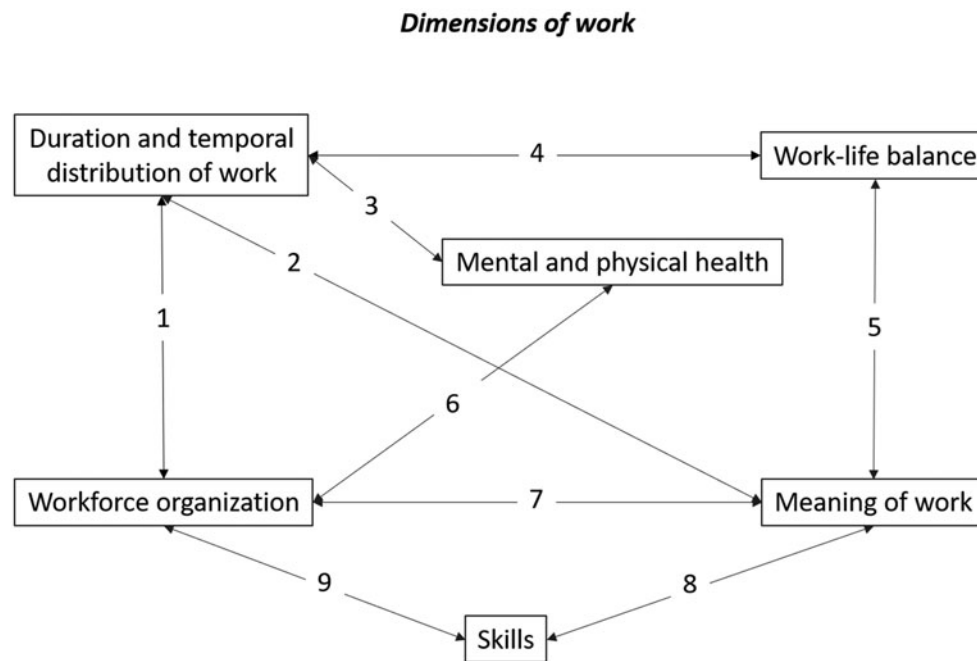 Dimensions of work
Duration and temporal
distribution of work
4
Work-life balance
3
2
Mental and physical health
1
5
6
Workforce organization
7
Meaning of work
9
8
Skills